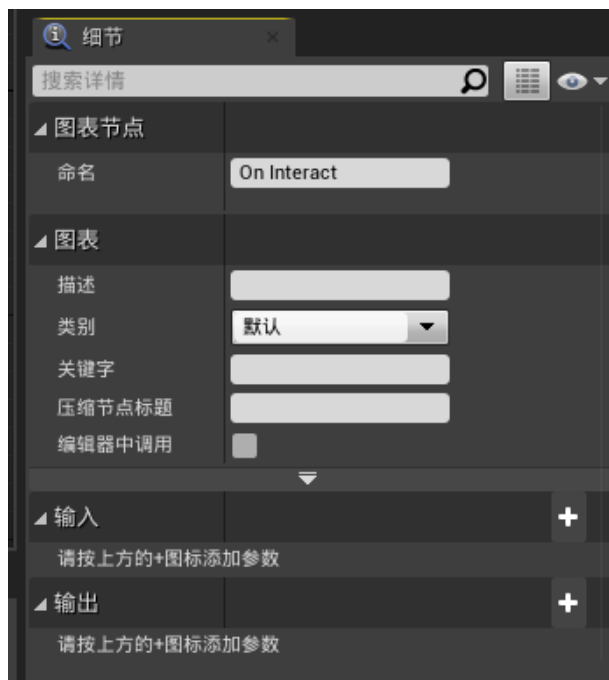 细节
搜索详情
图表节点
命名 On Interact
图表
描述
类别 默认
关键字
压缩节点标题
编辑器中调用
输入
请按上方的+图标添加参数
输出
请按上方的+图标添加参数